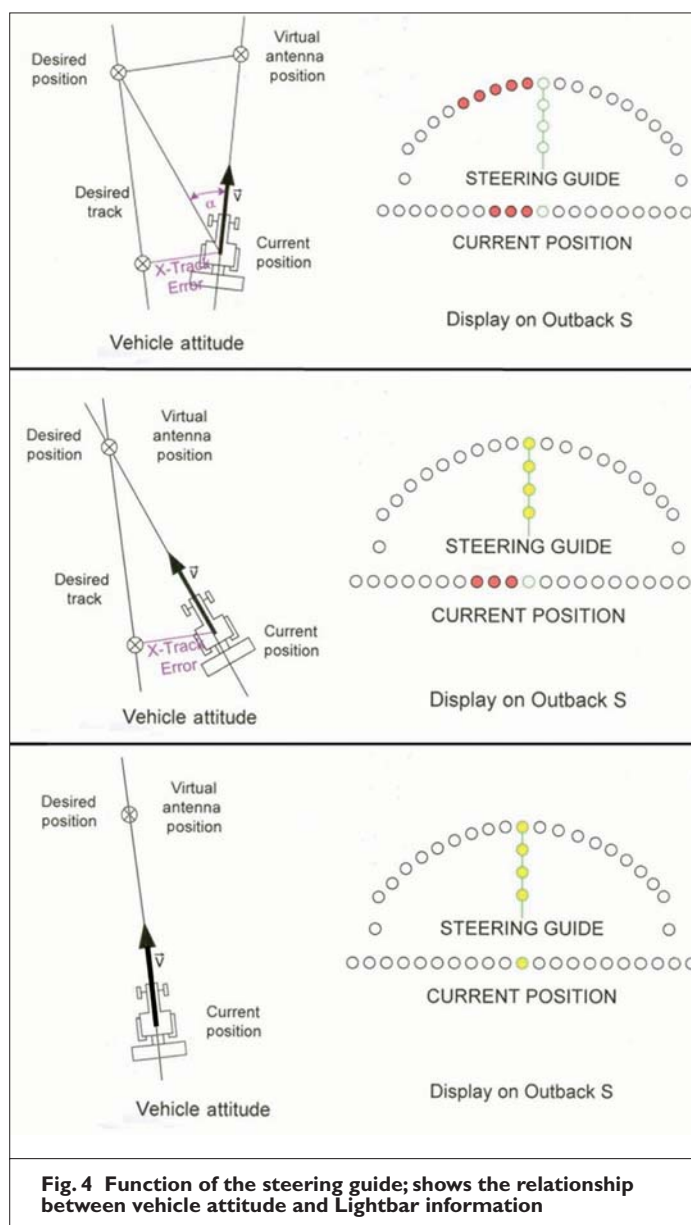 Desired
position
Virtual
antenna
position
Desired
track
α
v
X-Track
Error
Current
position
Vehicle attitude
STEERING GUIDE
CURRENT POSITION
Display on Outback S
Desired
position
Virtual
antenna
position
Desired
track
v
X-Track
Error
Current
position
Vehicle attitude
STEERING GUIDE
CURRENT POSITION
Display on Outback S
Desired
position
Virtual
antenna
position
v
Current
position
Vehicle attitude
STEERING GUIDE
CURRENT POSITION
Display on Outback S
Fig. 4 Function of the steering guide; shows the relationship
between vehicle attitude and Lightbar information